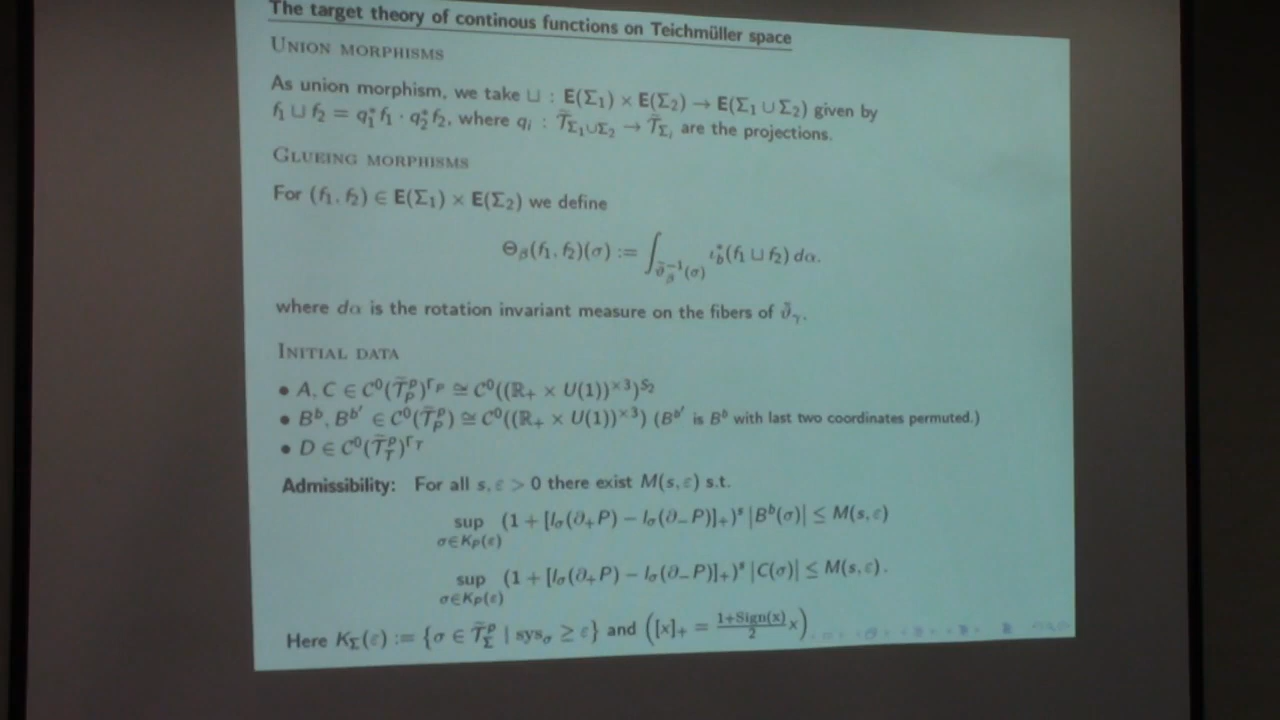 The target theory of continous functions on Teichmüller space
UNION MORPHISMS
As union morphism, we take ⊔ : E(Σ₁) × E(Σ₂) → E(Σ₁ ∪ Σ₂) given by
f₁ ⊔ f₂ = q₁* f₁ · q₂* f₂, where qᵢ : T̃_{Σ₁∪Σ₂} → T̃_{Σᵢ} are the projections.
GLUEING MORPHISMS
For (f₁, f₂) ∈ E(Σ₁) × E(Σ₂) we define
Θ_β(f₁, f₂)(σ) := ∫_{ϑ̃_β^{-1}(σ)} ι_b*(f₁ ⊔ f₂) dα.
where dα is the rotation invariant measure on the fibers of ϑ̃_γ.
INITIAL DATA
• A, C ∈ C⁰(T̃_P^p)^{Γ_P} ≅ C⁰((ℝ₊ × U(1))^{×3})^{S₂}
• B^b, B^{b'} ∈ C⁰(T̃_P^p) ≅ C⁰((ℝ₊ × U(1))^{×3}) (B^{b'} is B^b with last two coordinates permuted.)
• D ∈ C⁰(T̃_T^p)^{Γ_T}
Admissibility: For all s, ε > 0 there exist M(s, ε) s.t.
sup_{σ∈K_P(ε)} (1 + [l_σ(∂₊P) − l_σ(∂₋P)]₊)^s |B^b(σ)| ≤ M(s, ε)
sup_{σ∈K_P(ε)} (1 + [l_σ(∂₊P) − l_σ(∂₋P)]₊)^s |C(σ)| ≤ M(s, ε).
Here K_Σ(ε) := {σ ∈ T̃_Σ^p | sys_σ ≥ ε} and ([x]₊ = \frac{1+Sign(x)}{2} x)